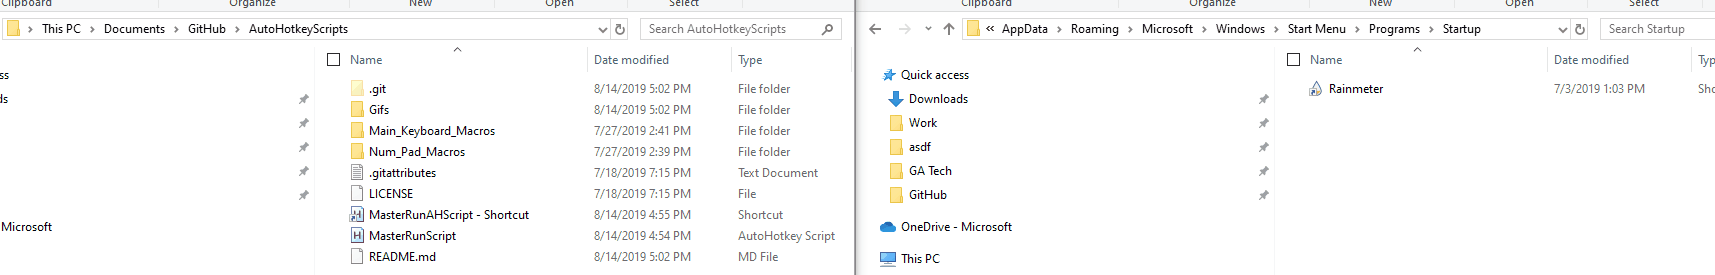 Clipboard Organize New Open Select
This PC > Documents > GitHub > AutoHotkeyScripts
Search AutoHotkeyScripts
ss
ds
Microsoft
Name Date modified Type
.git 8/14/2019 5:02 PM File folder
Gifs 8/14/2019 5:02 PM File folder
Main_Keyboard_Macros 7/27/2019 2:41 PM File folder
Num_Pad_Macros 7/27/2019 2:39 PM File folder
.gitattributes 7/18/2019 7:15 PM Text Document
LICENSE 7/18/2019 7:15 PM File
MasterRunAHScript - Shortcut 8/14/2019 4:55 PM Shortcut
MasterRunScript 8/14/2019 4:54 PM AutoHotkey Script
README.md 8/14/2019 5:02 PM MD File
Clipboard Organize New Open Select
« AppData > Roaming > Microsoft > Windows > Start Menu > Programs > Startup
Search Startup
Quick access
Downloads
Work
asdf
GA Tech
GitHub
OneDrive - Microsoft
This PC
Name Date modified Typ
Rainmeter 7/3/2019 1:03 PM Sho